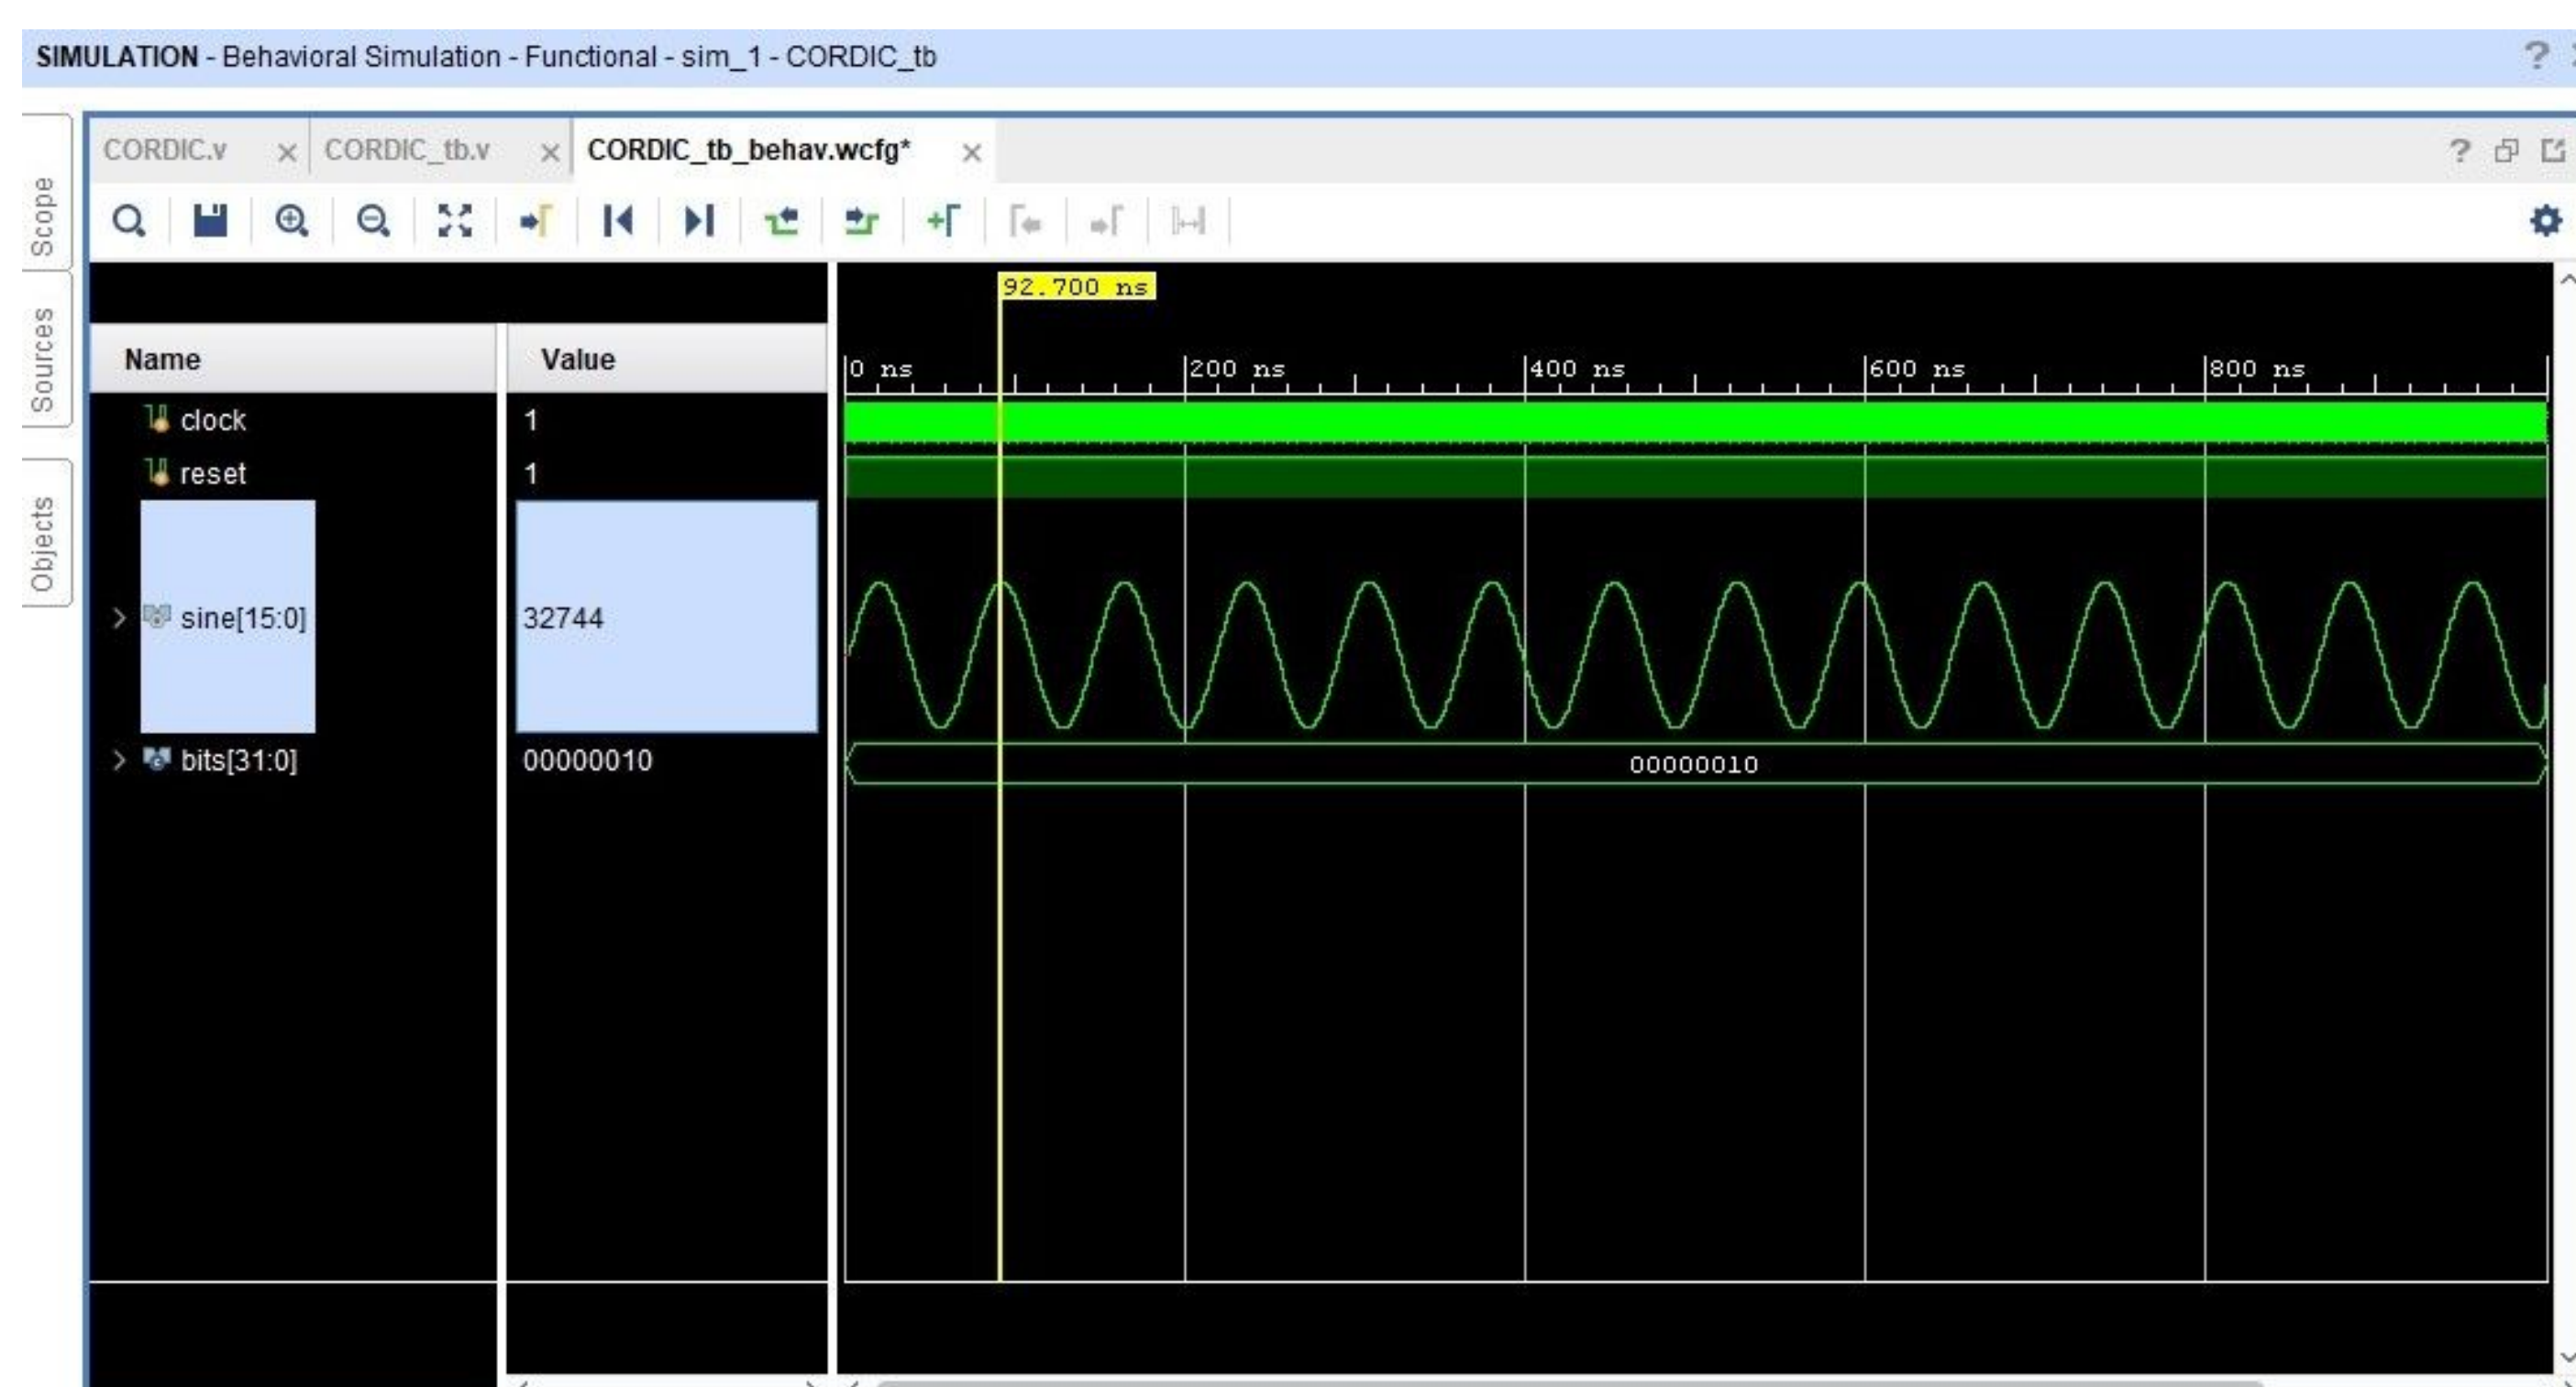 SIMULATION - Behavioral Simulation - Functional - sim_1 - CORDIC_tb
?
Scope
Sources
Objects
CORDIC.v × CORDIC_tb.v × CORDIC_tb_behav.wcfg* ×
?
92.700 ns
Name Value
0 ns 200 ns 400 ns 600 ns 800 ns
clock 1
reset 1
sine[15:0] 32744
bits[31:0] 00000010 00000010